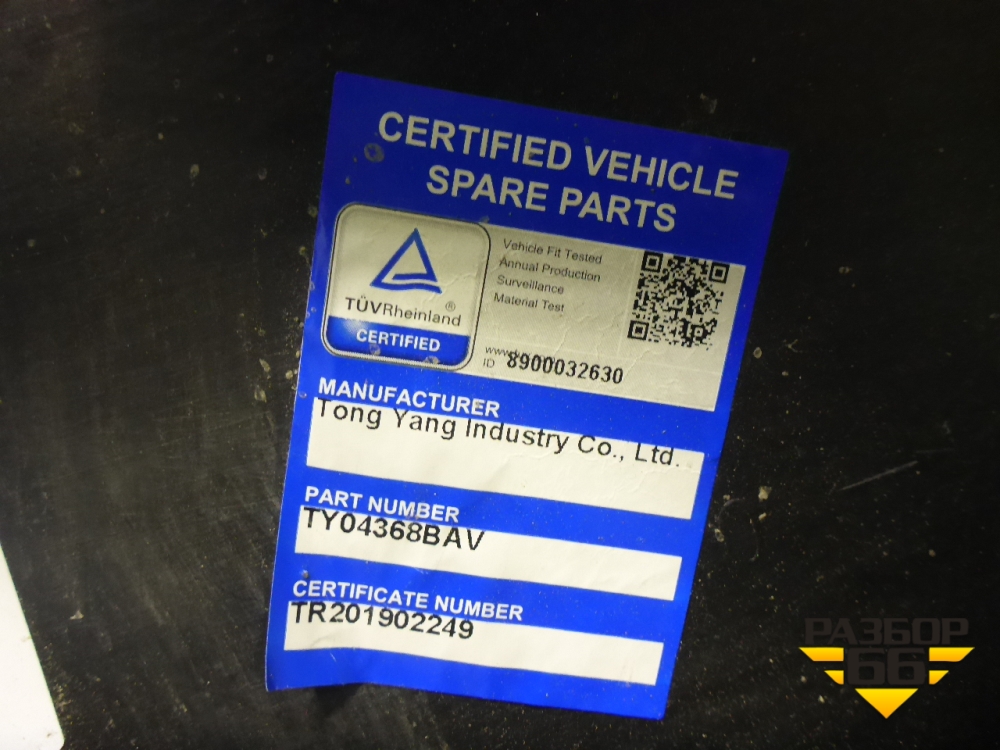 CERTIFIED VEHICLE
SPARE PARTS
TÜVRheinland®
CERTIFIED
Vehicle Fit Tested
Annual Production
Surveillance
Material Test
www.
ID 8900032630
MANUFACTURER
Tong Yang Industry Co., Ltd.
PART NUMBER
TY04368BAV
CERTIFICATE NUMBER
TR201902249
РАЗБОР
66